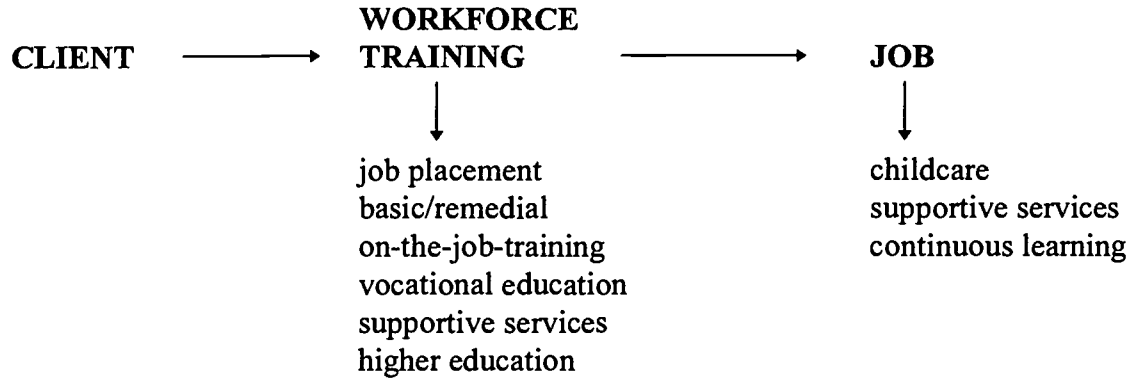 CLIENT
WORKFORCE
TRAINING
JOB
job placement
basic/remedial
on-the-job-training
vocational education
supportive services
higher education
childcare
supportive services
continuous learning